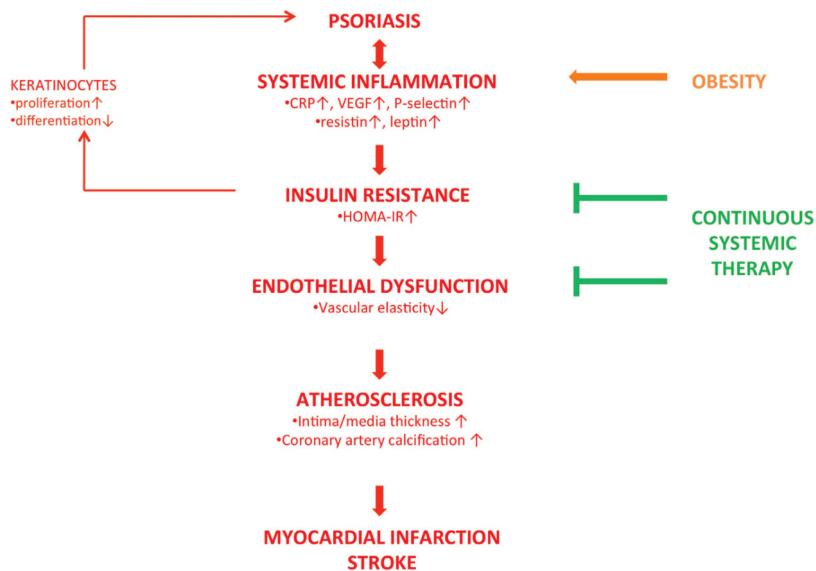 PSORIASIS
KERATINOCYTES
•proliferation↑
•differentiation↓
SYSTEMIC INFLAMMATION
•CRP↑, VEGF↑, P-selectin↑
•resistin↑, leptin↑
OBESITY
INSULIN RESISTANCE
•HOMA-IR↑
CONTINUOUS
SYSTEMIC
THERAPY
ENDOTHELIAL DYSFUNCTION
•Vascular elasticity↓
ATHEROSCLEROSIS
•Intima/media thickness ↑
•Coronary artery calcification ↑
MYOCARDIAL INFARCTION
STROKE